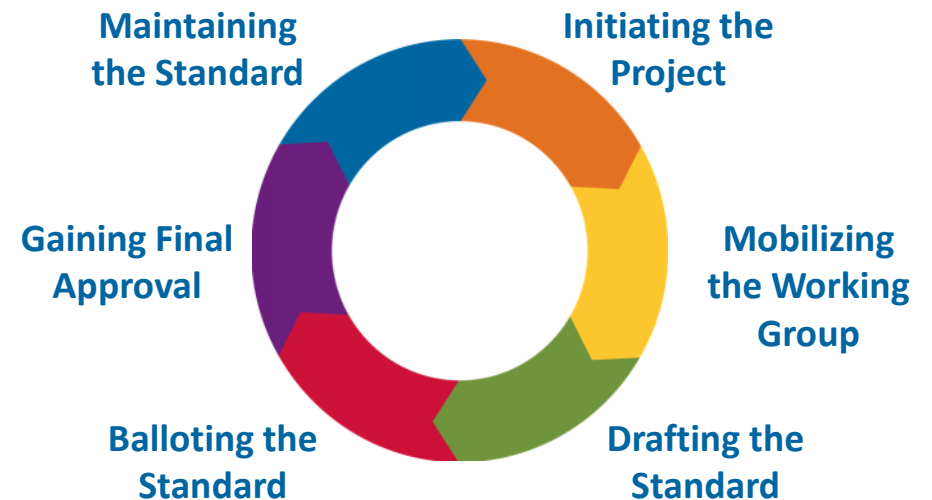 Maintaining
the Standard
Initiating the
Project
Gaining Final
Approval
Mobilizing
the Working
Group
Balloting the
Standard
Drafting the
Standard